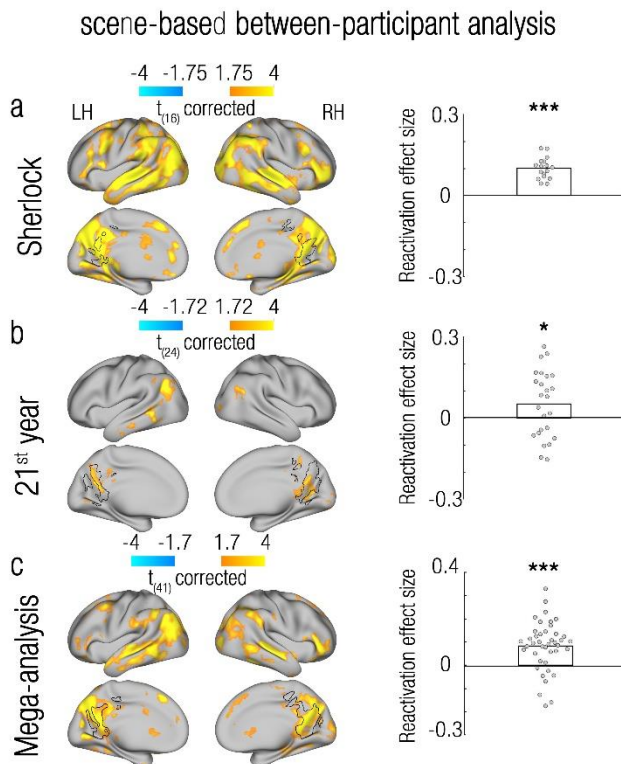 scene-based between-participant analysis
-4 -1.75 1.75 4
a LH t(16) corrected RH
Sherlock
0.3
***
Reactivation effect size
0
-0.3
-4 -1.72 1.72 4
b t(24) corrected
21st year
0.3
*
Reactivation effect size
0
-0.3
-4 -1.7 1.7 4
c t(41) corrected
Mega-analysis
0.4
***
Reactivation effect size
0
-0.3